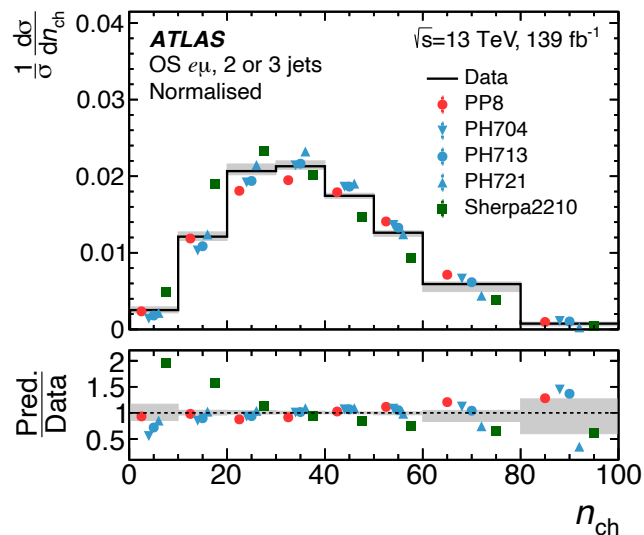 1/σ dσ/dn_ch
ATLAS
OS eμ, 2 or 3 jets
Normalised
√s=13 TeV, 139 fb⁻¹
Data
PP8
PH704
PH713
PH721
Sherpa2210
0.04
0.03
0.02
0.01
0
Pred.
Data
2
1.5
1
0.5
0 20 40 60 80 100
n_ch